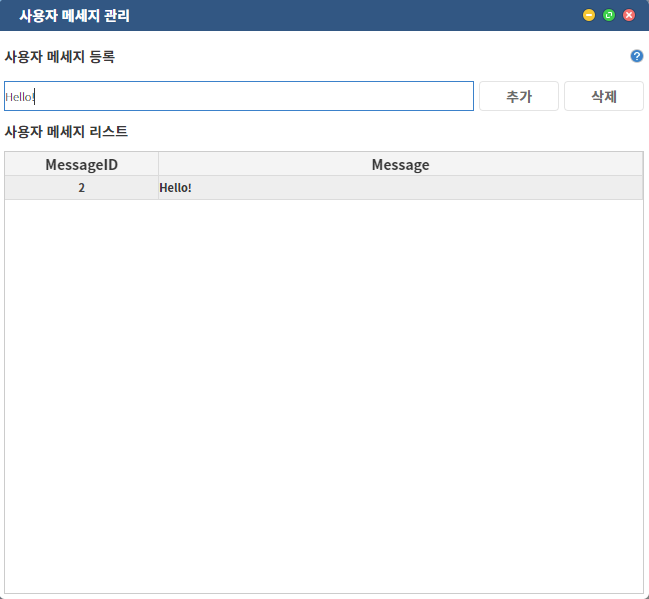 사용자 메세지 관리
사용자 메세지 등록
Hello! 추가 삭제
사용자 메세지 리스트
MessageID Message
2 Hello!